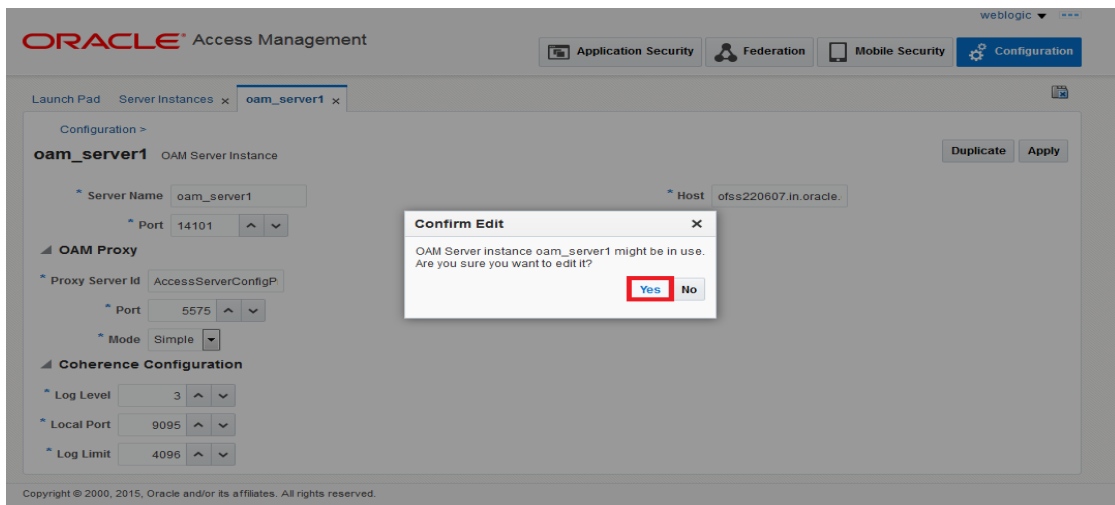 weblogic
ORACLE Access Management
Application Security Federation Mobile Security Configuration
Launch Pad Server Instances x oam_server1 x
Configuration >
oam_server1 OAM Server Instance
Duplicate Apply
* Server Name oam_server1
* Host ofss220607.in.oracle.
* Port 14101
Confirm Edit
OAM Server instance oam_server1 might be in use.
Are you sure you want to edit it?
Yes No
OAM Proxy
* Proxy Server Id AccessServerConfigP
* Port 5575
* Mode Simple
Coherence Configuration
* Log Level 3
* Local Port 9095
* Log Limit 4096
Copyright © 2000, 2015, Oracle and/or its affiliates. All rights reserved.